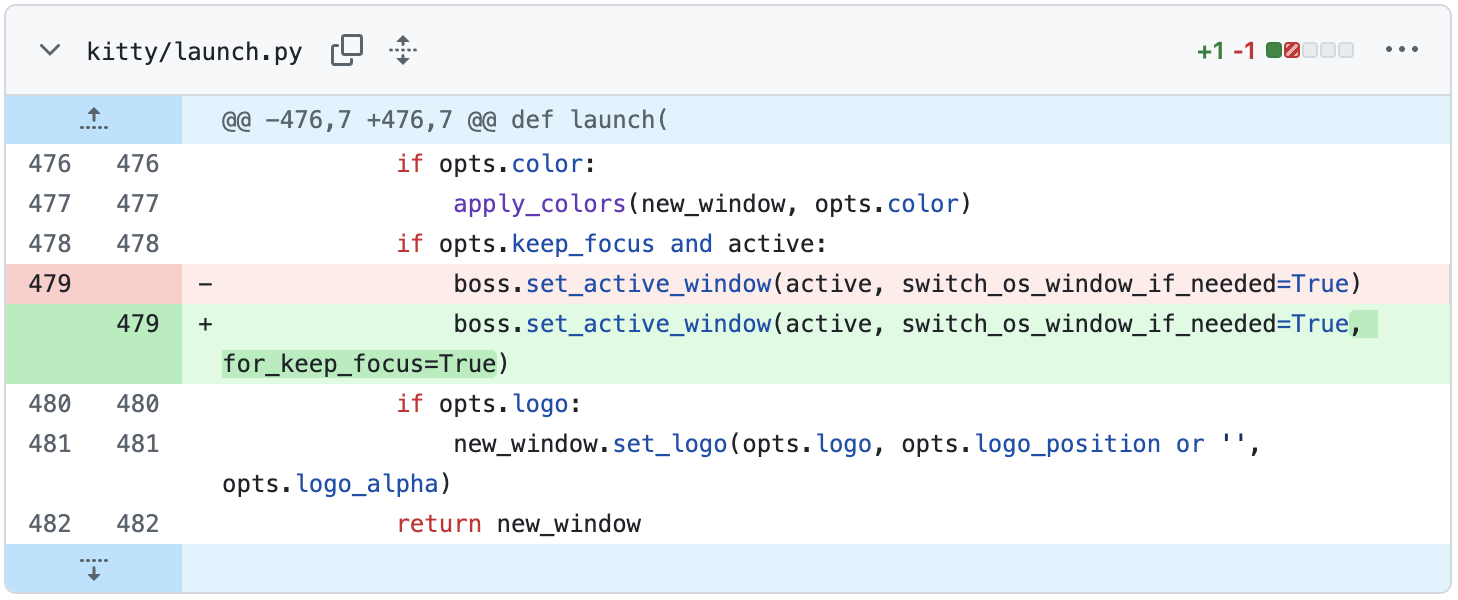 kitty/launch.py +1 -1
@@ -476,7 +476,7 @@ def launch(
476 476 if opts.color:
477 477 apply_colors(new_window, opts.color)
478 478 if opts.keep_focus and active:
479 - boss.set_active_window(active, switch_os_window_if_needed=True)
479 + boss.set_active_window(active, switch_os_window_if_needed=True,
for_keep_focus=True)
480 480 if opts.logo:
481 481 new_window.set_logo(opts.logo, opts.logo_position or '',
opts.logo_alpha)
482 482 return new_window